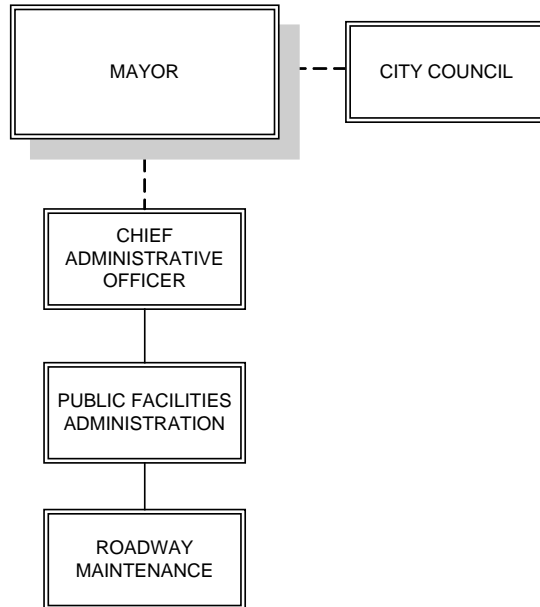 MAYOR
CITY COUNCIL
CHIEF
ADMINISTRATIVE
OFFICER
PUBLIC FACILITIES
ADMINISTRATION
ROADWAY
MAINTENANCE